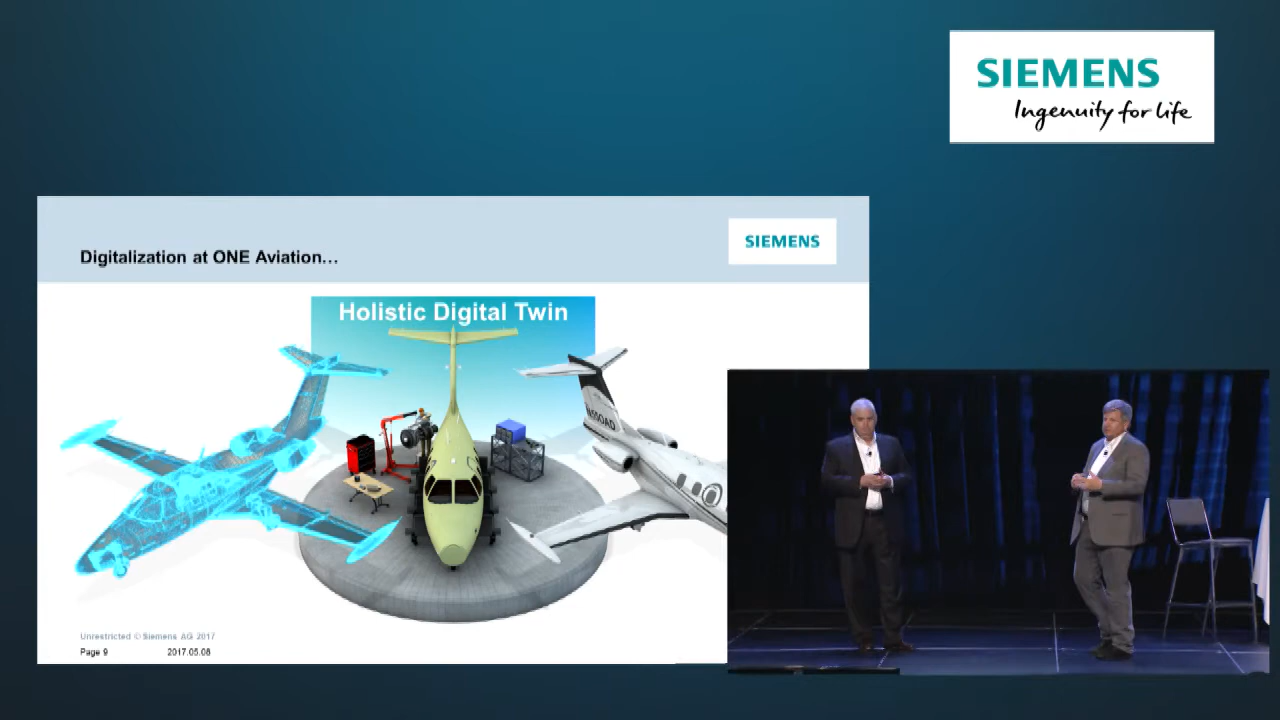 SIEMENS
Ingenuity for life
Digitalization at ONE Aviation...
SIEMENS
Holistic Digital Twin
N550AD
Unrestricted © Siemens AG 2017
Page 9
2017.05.08